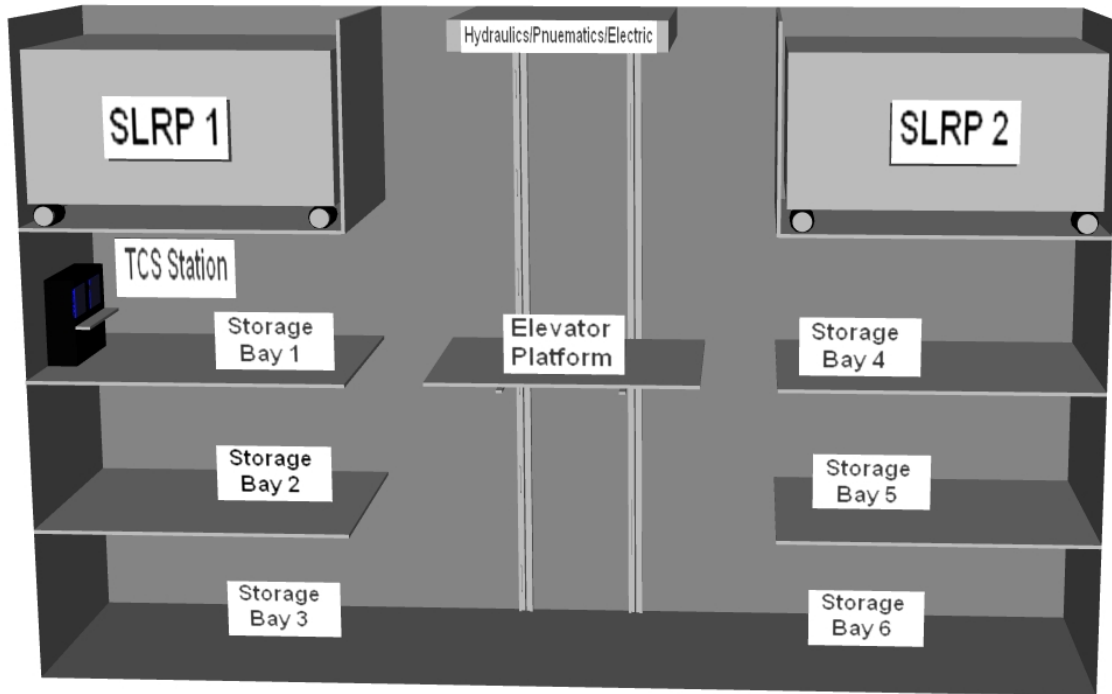 Hydraulics/Pnuematics/Electric
SLRP 1
SLRP 2
TCS Station
Storage
Bay 1
Elevator
Platform
Storage
Bay 4
Storage
Bay 2
Storage
Bay 5
Storage
Bay 3
Storage
Bay 6